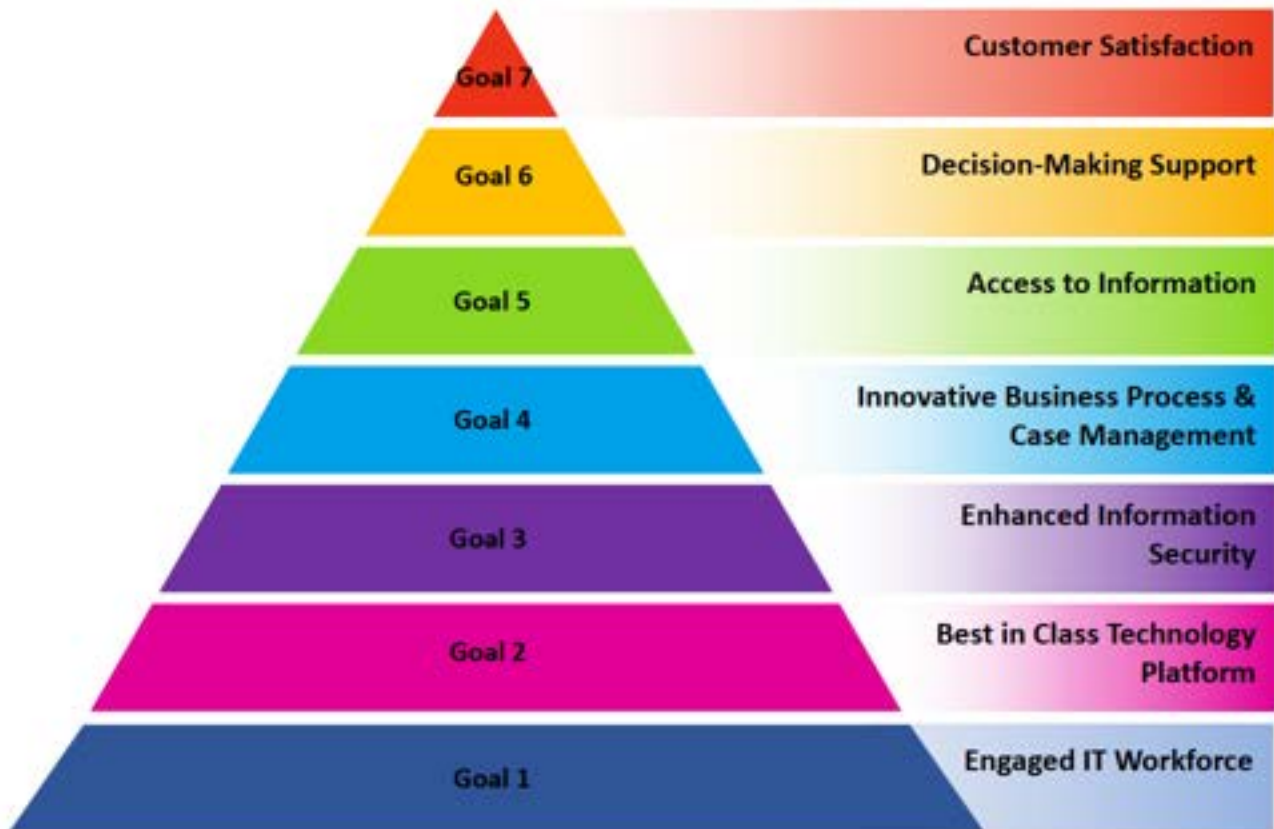 Goal 7
Customer Satisfaction
Goal 6
Decision-Making Support
Goal 5
Access to Information
Goal 4
Innovative Business Process &
Case Management
Goal 3
Enhanced Information
Security
Goal 2
Best in Class Technology
Platform
Goal 1
Engaged IT Workforce